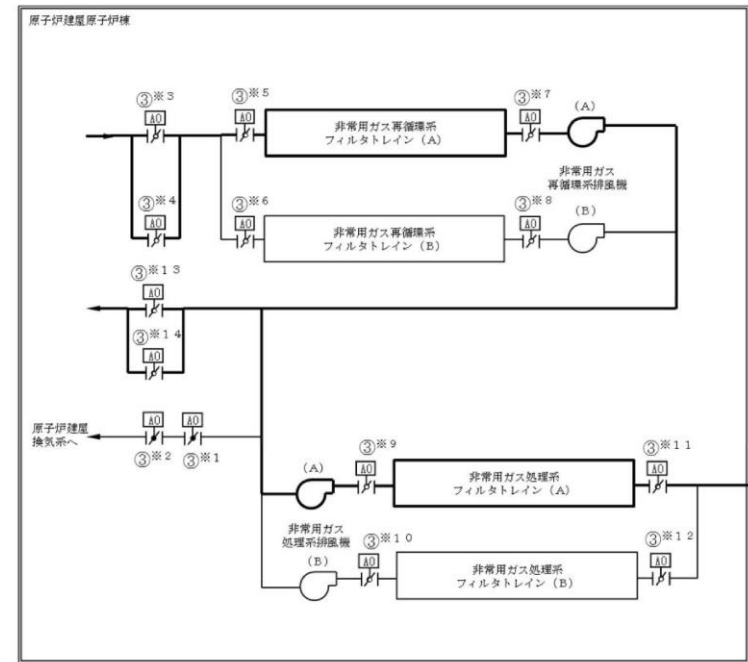 原子炉建屋原子炉棟
③※3
AO
③※5
AO
非常用ガス再循環系
フィルタトレイン（A）
③※7
AO
（A）
非常用ガス
再循環系排風機
③※4
AO
③※6
AO
非常用ガス再循環系
フィルタトレイン（B）
③※8
AO
（B）
③※13
AO
③※14
AO
原子炉建屋
換気系へ
AO
③※2
AO
③※1
（A）
③※9
AO
非常用ガス処理系
フィルタトレイン（A）
③※11
AO
非常用ガス
処理系排風機
（B）
③※10
AO
非常用ガス処理系
フィルタトレイン（B）
③※12
AO